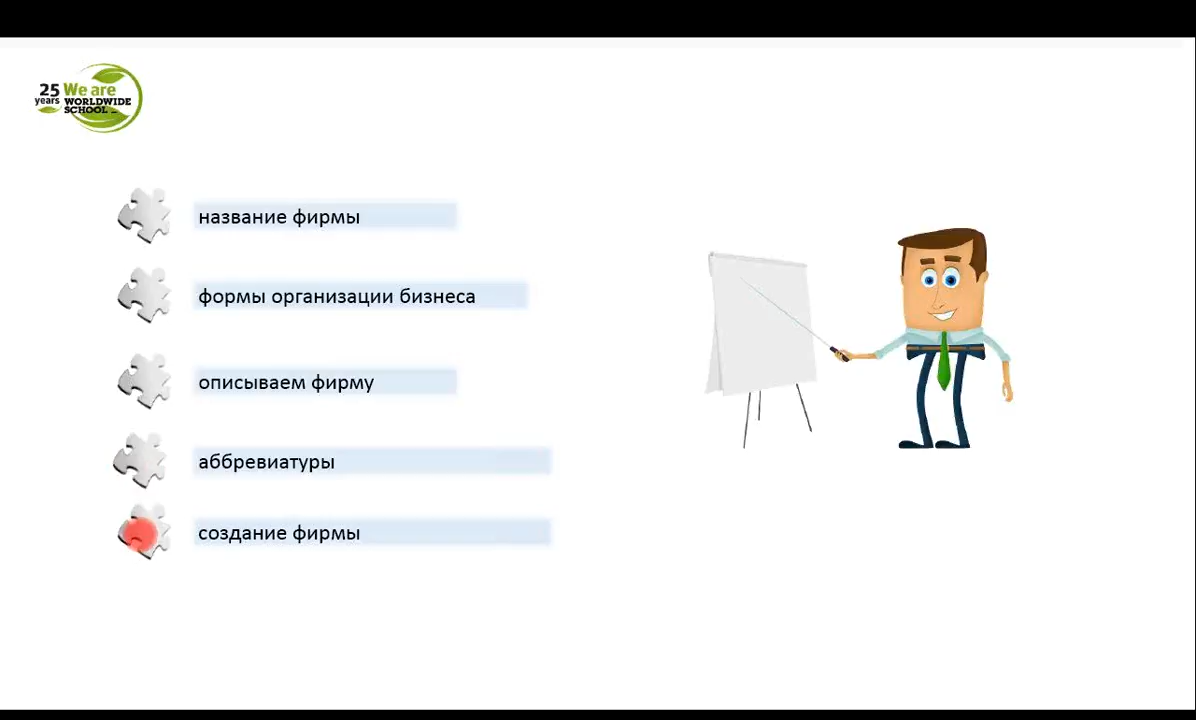 25 We are
years WORLDWIDE
SCHOOL ...
название фирмы
формы организации бизнеса
описываем фирму
аббревиатуры
создание фирмы